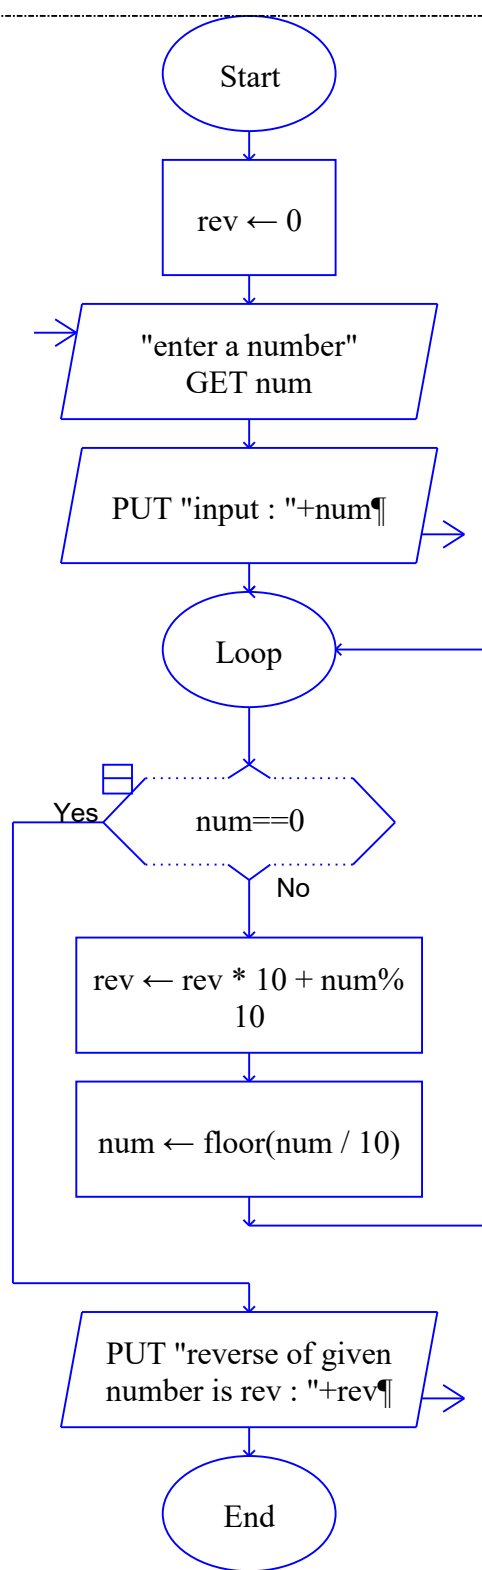 Start
rev ← 0
"enter a number"
GET num
PUT "input : "+num¶
Loop
Yes
num==0
No
rev ← rev * 10 + num%
10
num ← floor(num / 10)
PUT "reverse of given
number is rev : "+rev¶
End